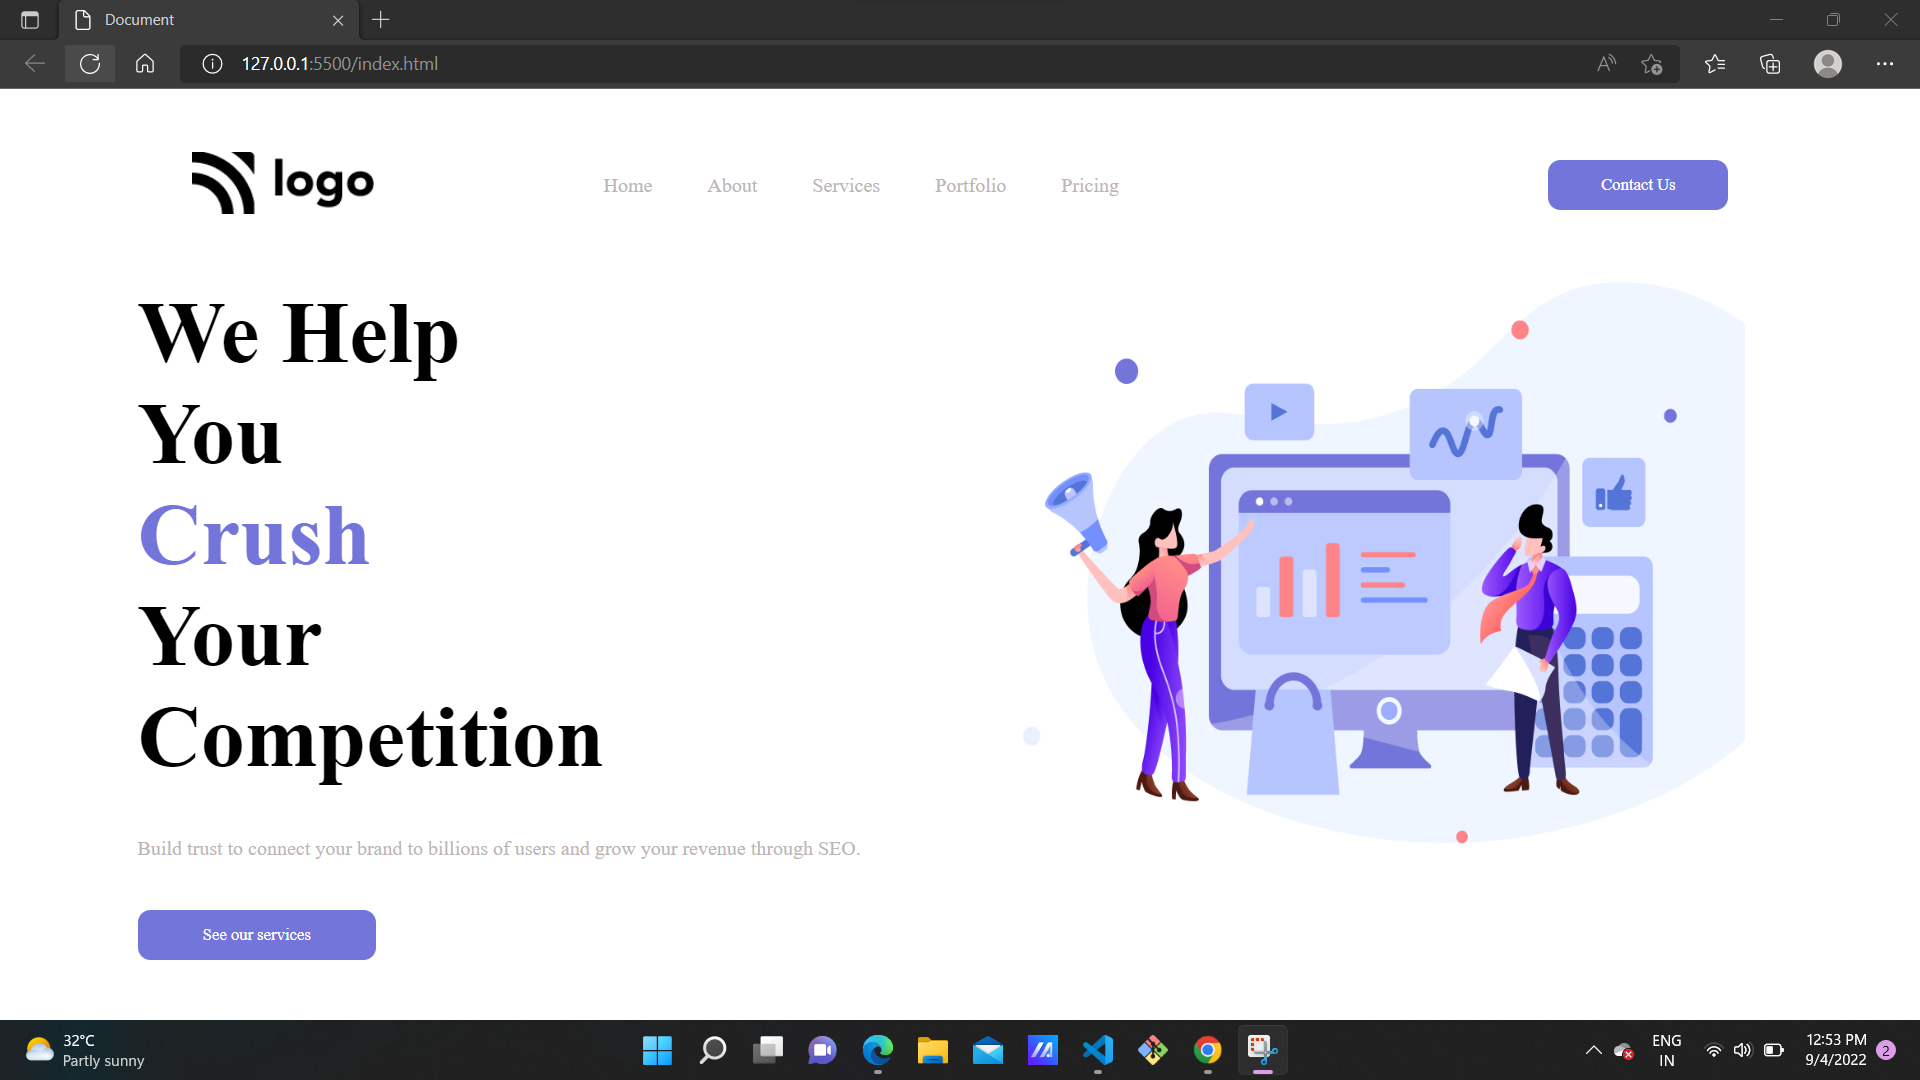 Document
127.0.0.1:5500/index.html
logo
Home About Services Portfolio Pricing
Contact Us
We Help
You
Crush
Your
Competition
Build trust to connect your brand to billions of users and grow your revenue through SEO.
See our services
32°C
Partly sunny
ENG
IN
12:53 PM
9/4/2022
2